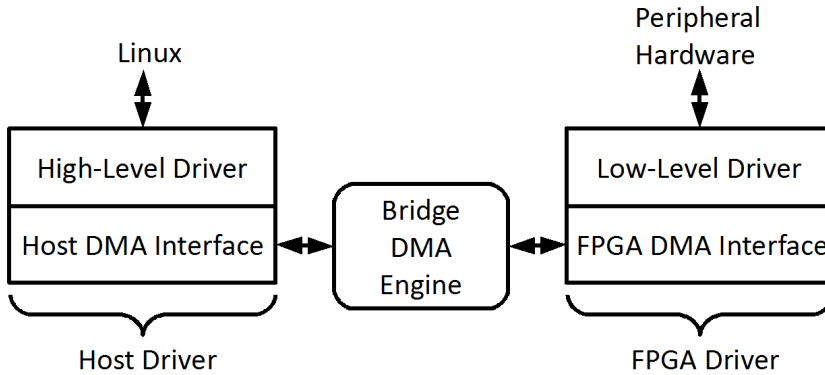 Linux
Peripheral
Hardware
High-Level Driver
Low-Level Driver
Host DMA Interface
Bridge
DMA
Engine
FPGA DMA Interface
Host Driver
FPGA Driver